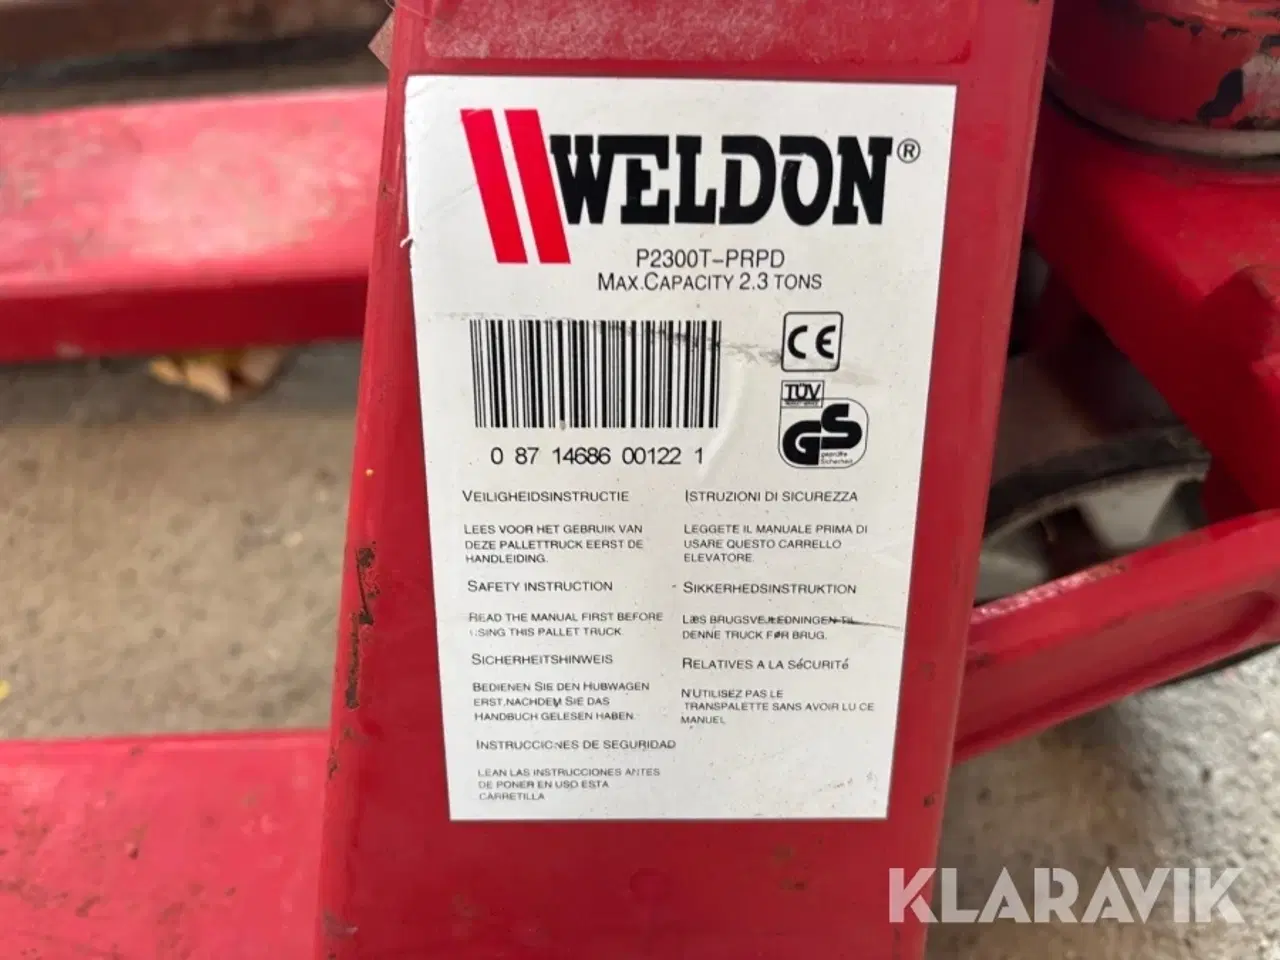 WELDON®
P2300T-PRPD
MAX.CAPACITY 2.3 TONS
CE
TÜV
GS
geprüfte
Sicherheit
0 87 14686 00122 1
VEILIGHEIDSINSTRUCTIE
LEES VOOR HET GEBRUIK VAN
DEZE PALLETTRUCK EERST DE
HANDLEIDING.
SAFETY INSTRUCTION
READ THE MANUAL FIRST BEFORE
USING THIS PALLET TRUCK.
SICHERHEITSHINWEIS
BEDIENEN SIE DEN HUBWAGEN
ERST,NACHDEM SIE DAS
HANDBUCH GELESEN HABEN.
INSTRUCCIONES DE SEGURIDAD
LEAN LAS INSTRUCCIONES ANTES
DE PONER EN USO ESTA
CARRETILLA
ISTRUZIONI DI SICUREZZA
LEGGETE IL MANUALE PRIMA DI
USARE QUESTO CARRELLO
ELEVATORE.
SIKKERHEDSINSTRUKTION
LÆS BRUGSVEJLEDNINGEN TIL
DENNE TRUCK FØR BRUG.
RELATIVES A LA SéCURITé
N'UTILISEZ PAS LE
TRANSPALETTE SANS AVOIR LU CE
MANUEL
KLARAVIK